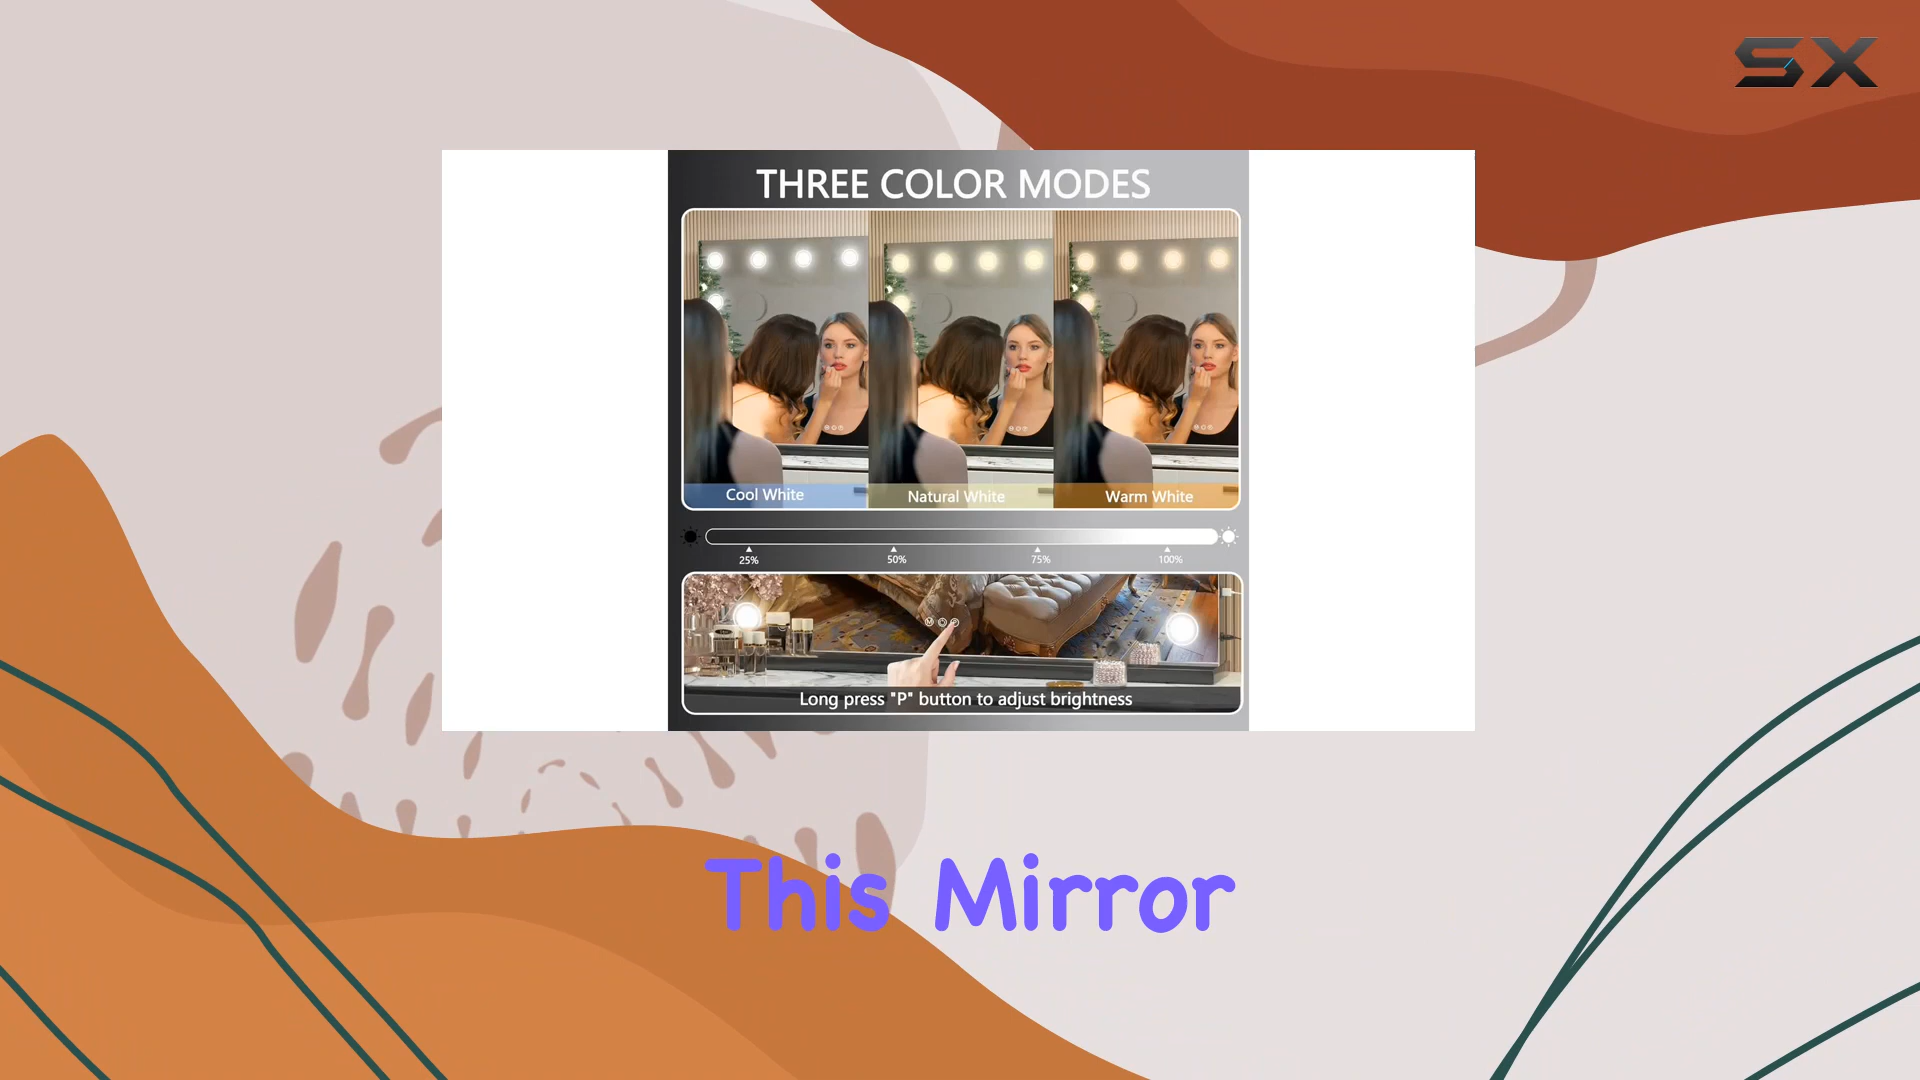 SX
THREE COLOR MODES
Cool White
Natural White
Warm White
25%
50%
75%
100%
M
P
Long press "P" button to adjust brightness
This Mirror